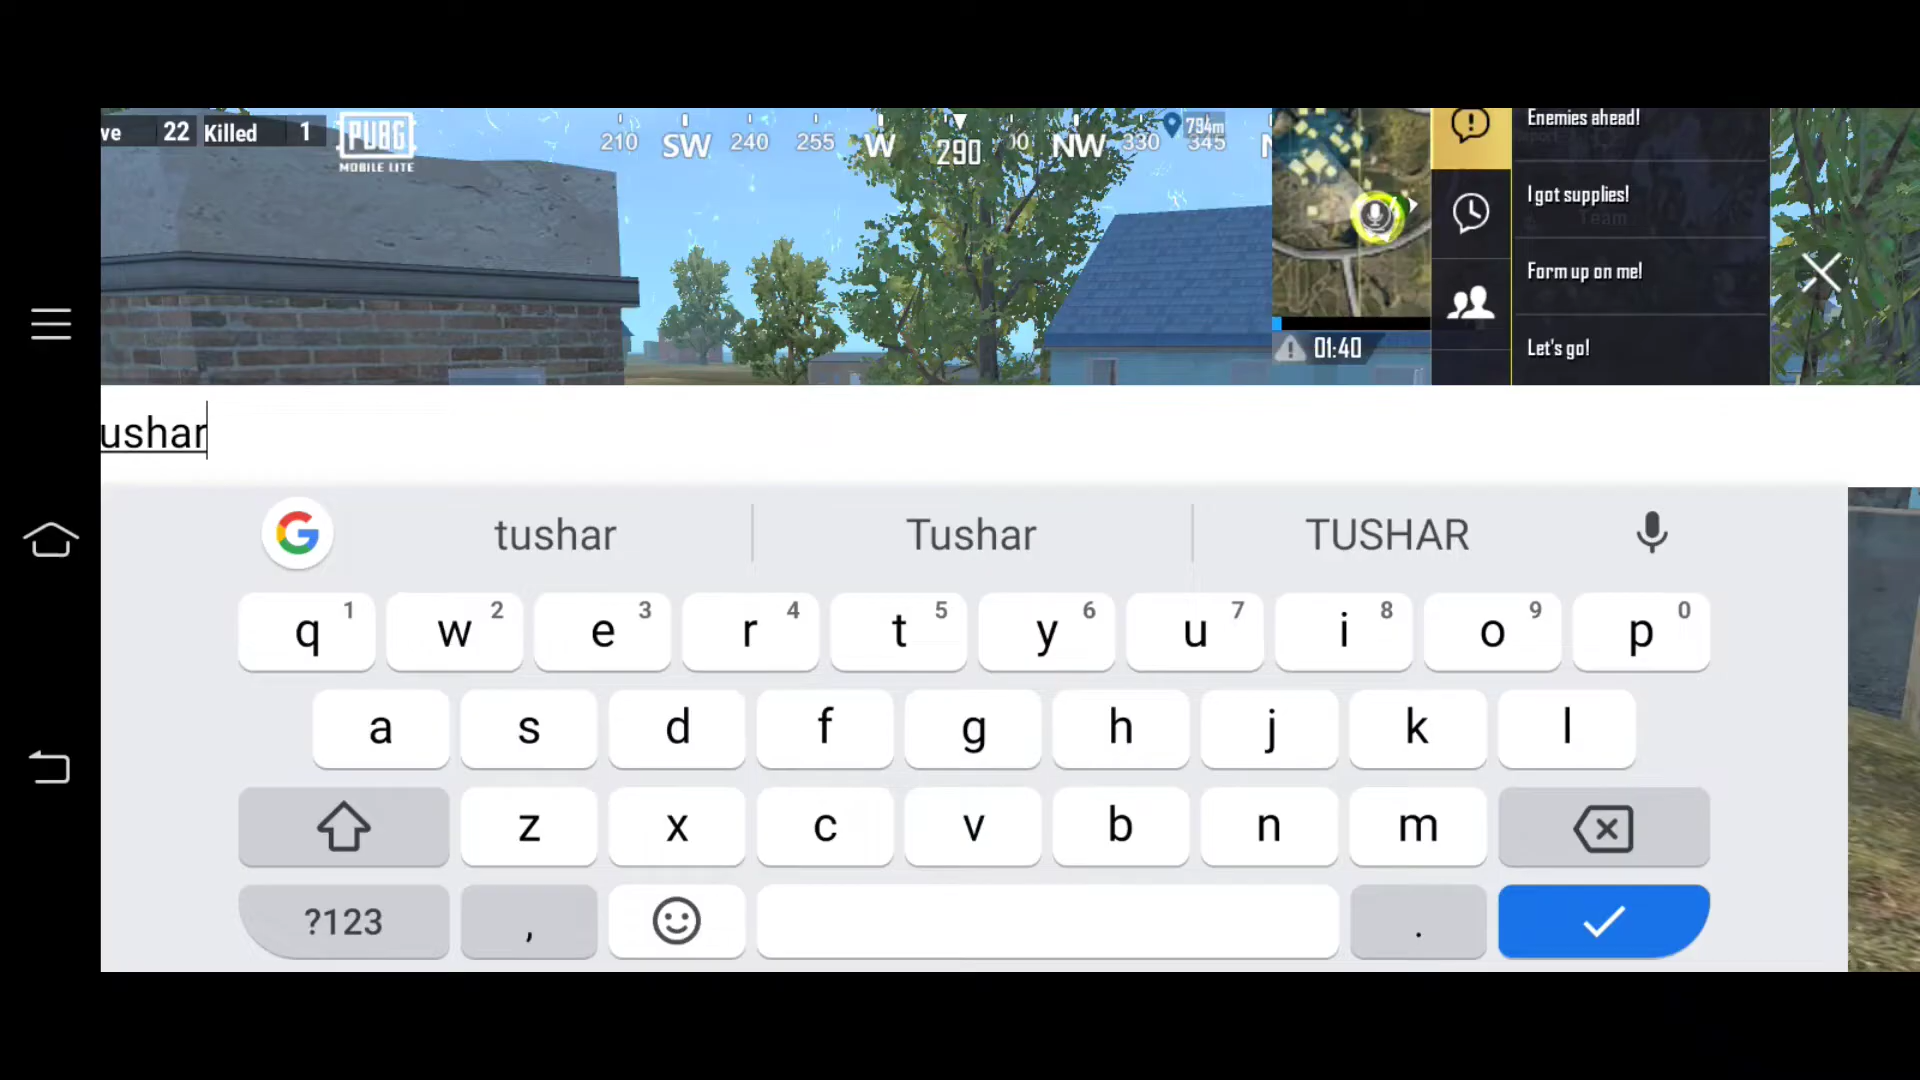 ve 22 Killed 1
PUBG
MOBILE LITE
210 SW 240 255 W 290 00 NW 330 345
794m
Enemies ahead!
I got supplies!
Team
Form up on me!
Let's go!
01:40
ushar
tushar Tushar TUSHAR
q 1 w 2 e 3 r 4 t 5 y 6 u 7 i 8 o 9 p 0
a s d f g h j k l
z x c v b n m
?123 , .